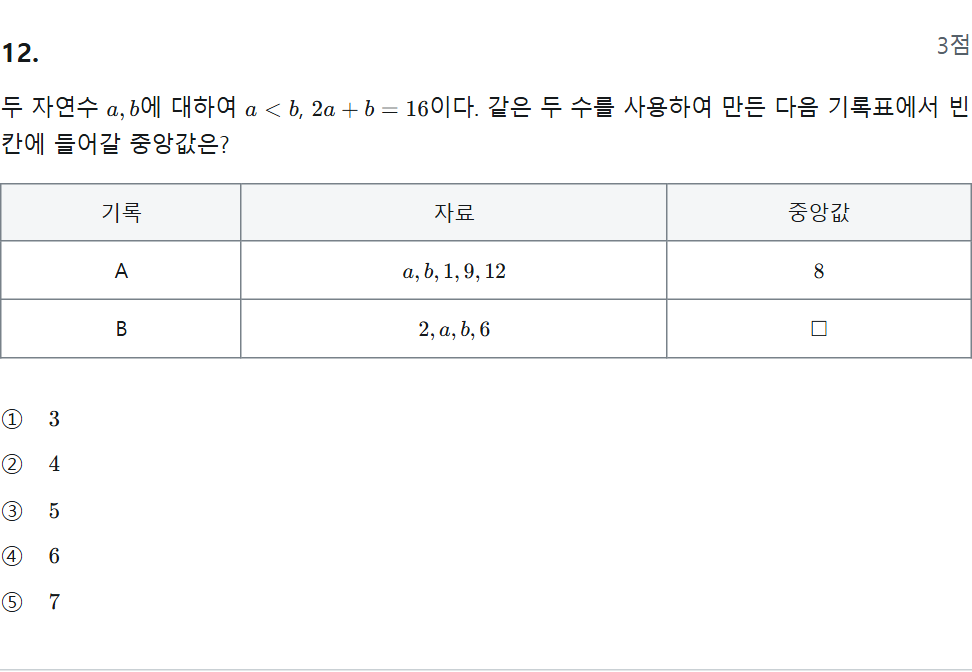 3점
12.
두 자연수 a, b에 대하여 a < b, 2a + b = 16이다. 같은 두 수를 사용하여 만든 다음 기록표에서 빈
칸에 들어갈 중앙값은?
기록 자료 중앙값
A a, b, 1, 9, 12 8
B 2, a, b, 6 □
① 3
② 4
③ 5
④ 6
⑤ 7